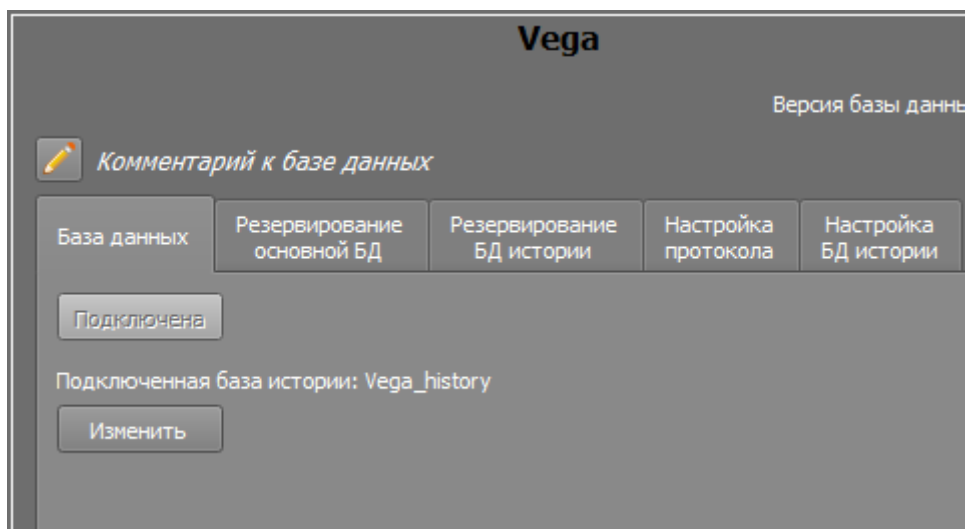 Vega
Версия базы
Комментарий к базе данных
База данных
Резервирование
основной БД
Резервирование
БД истории
Настройка
протокола
Настройка
БД истории
Подключена
Подключенная база истории: Vega_history
Изменить